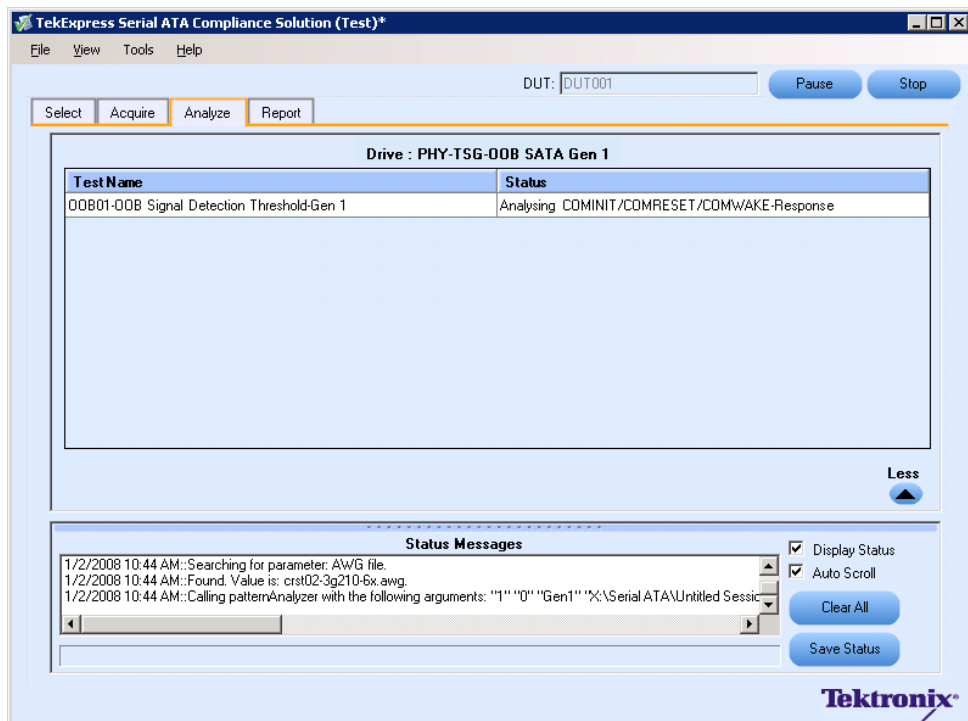 TekExpress Serial ATA Compliance Solution (Test)*
File View Tools Help
DUT: DUT001 Pause Stop
Select Acquire Analyze Report
Drive : PHY-TSG-OOB SATA Gen 1
Test Name Status
OOB01-OOB Signal Detection Threshold-Gen 1 Analysing COMINIT/COMRESET/COMWAKE-Response
Less
Status Messages
1/2/2008 10:44 AM::Searching for parameter: AWG file.
1/2/2008 10:44 AM::Found. Value is: crst02-3g210-6x.awg.
1/2/2008 10:44 AM::Calling patternAnalyzer with the following arguments: "1" "0" "Gen1" "X:\Serial ATA\Untitled Sessic
Display Status
Auto Scroll
Clear All
Save Status
Tektronix